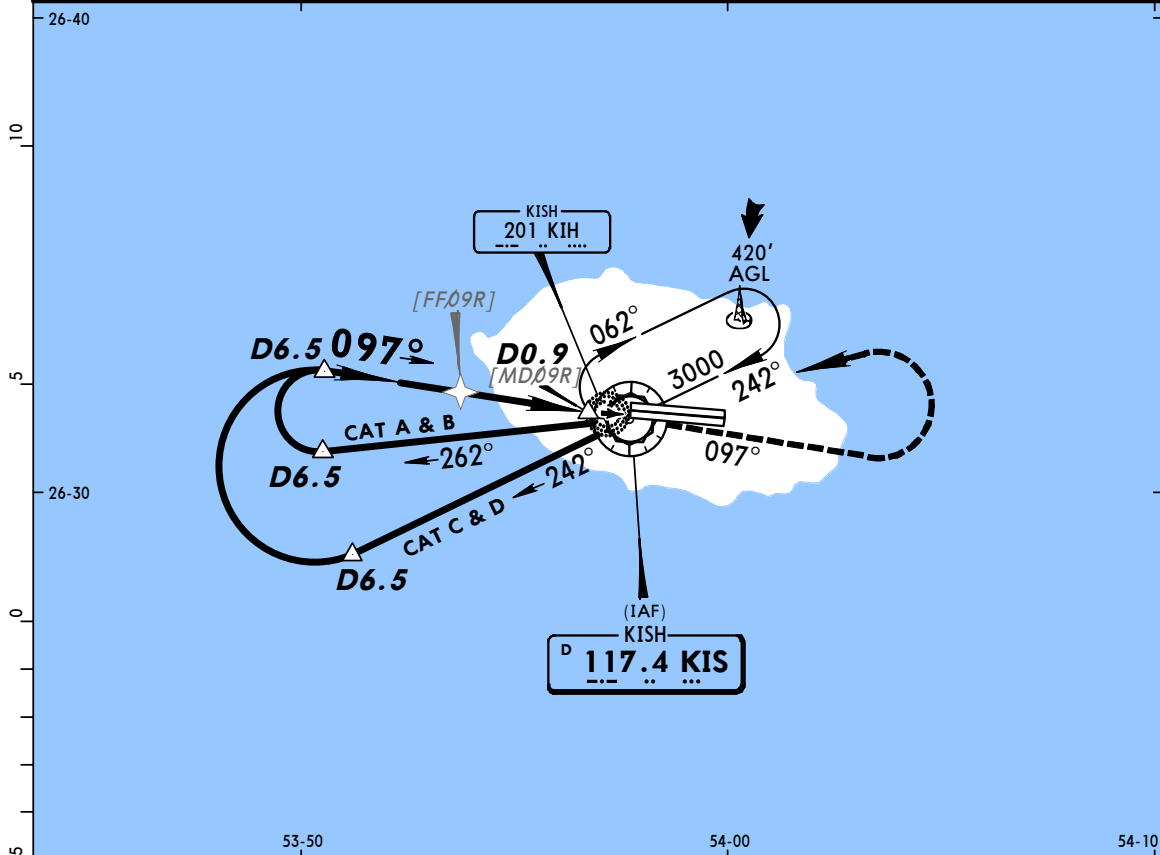 26-40
10
KISH
201 KIH
420'
AGL
[FF09R]
062°
D6.5
097°
D0.9
[MD09R]
3000
242°
5
CAT A & B
262°
097°
D6.5
242°
26-30
CAT C & D
D6.5
0
(IAF)
KISH
D 117.4 KIS
53-50
54-00
54-10
5